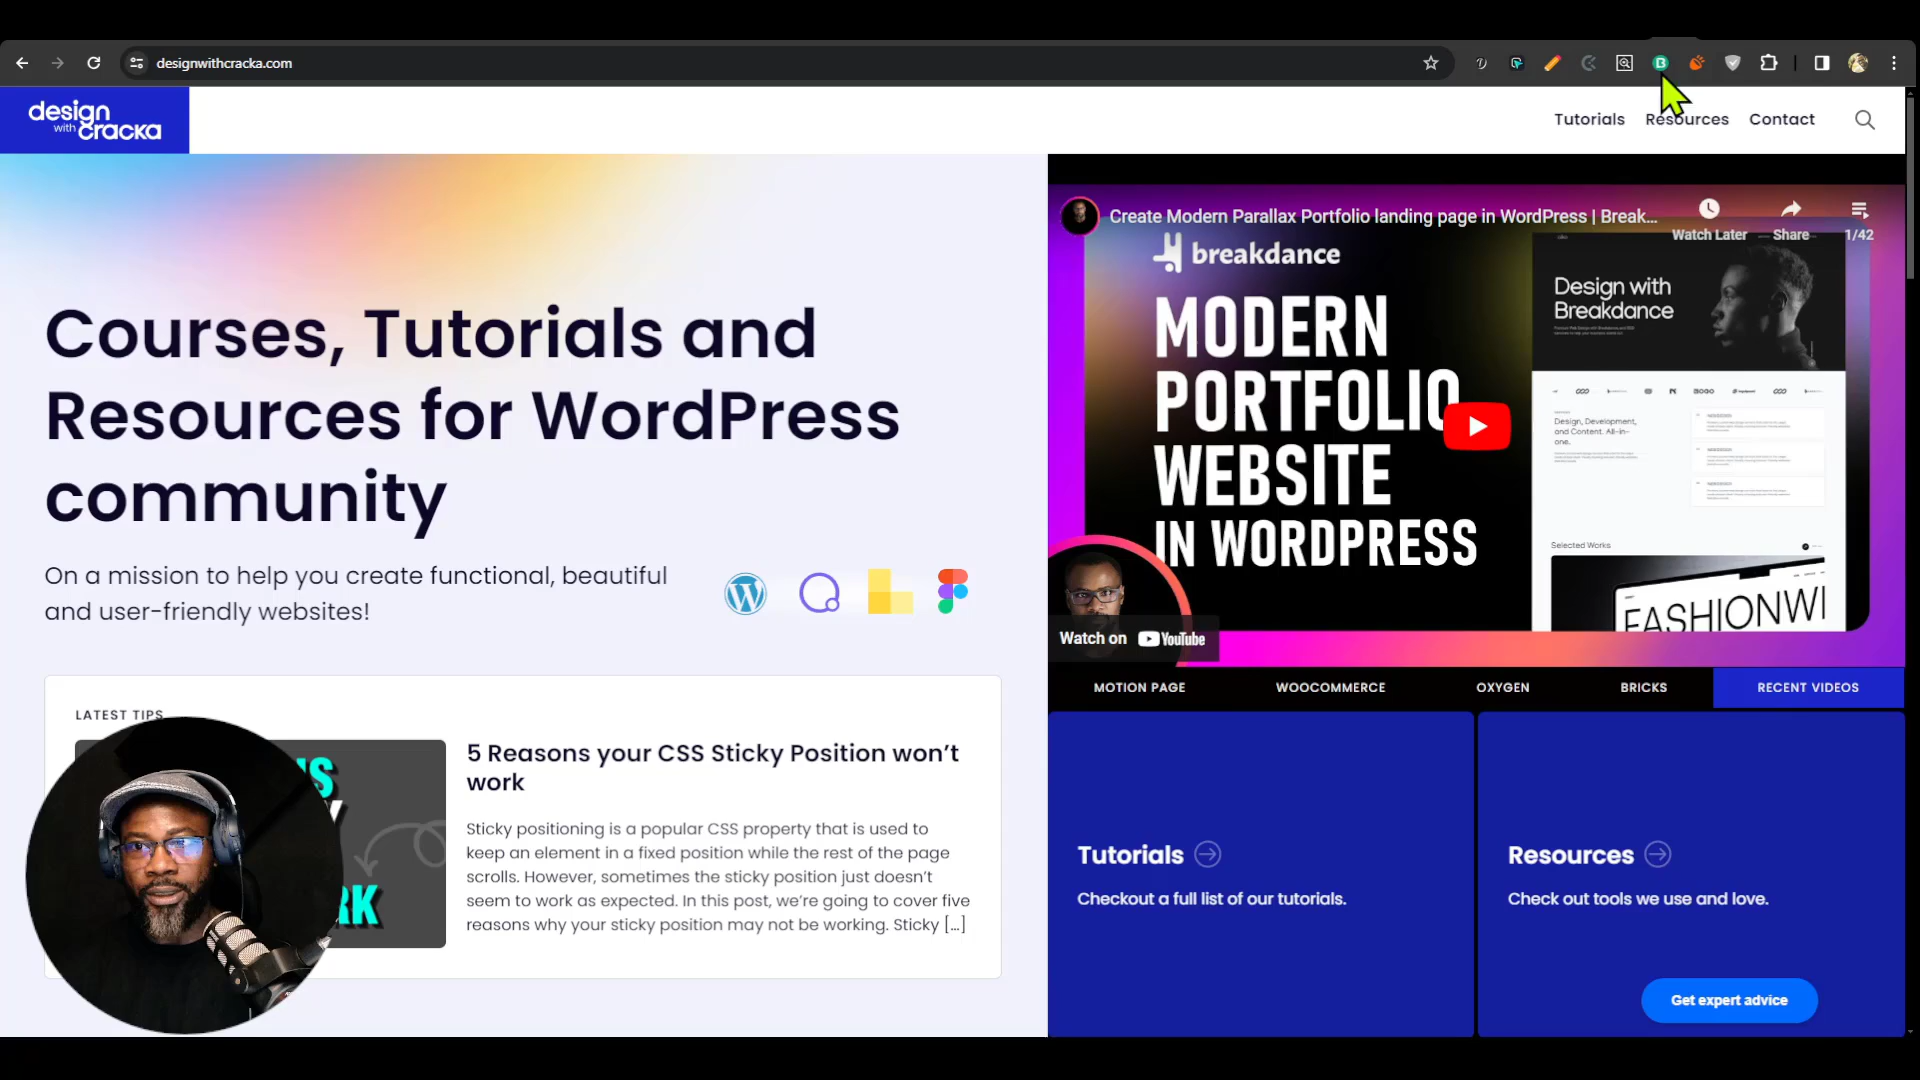 designwithcracka.com
design
with cracka
Tutorials
Resources
Contact
Courses, Tutorials and
Resources for WordPress
community
On a mission to help you create functional, beautiful
and user-friendly websites!
LATEST TIPS
5 Reasons your CSS Sticky Position won’t
work
Sticky positioning is a popular CSS property that is used to
keep an element in a fixed position while the rest of the page
scrolls. However, sometimes the sticky position just doesn’t
seem to work as expected. In this post, we’re going to cover five
reasons why your sticky position may not be working. Sticky [...]
Create Modern Parallax Portfolio landing page in WordPress | Break...
Watch Later
Share
1/42
breakdance
MODERN
PORTFOLIO
WEBSITE
IN WORDPRESS
Design with
Breakdance
Design, Development,
and Content. All-in-
one.
Selected Works
FASHIONWI
Watch on YouTube
MOTION PAGE
WOOCOMMERCE
OXYGEN
BRICKS
RECENT VIDEOS
Tutorials
Checkout a full list of our tutorials.
Resources
Check out tools we use and love.
Get expert advice